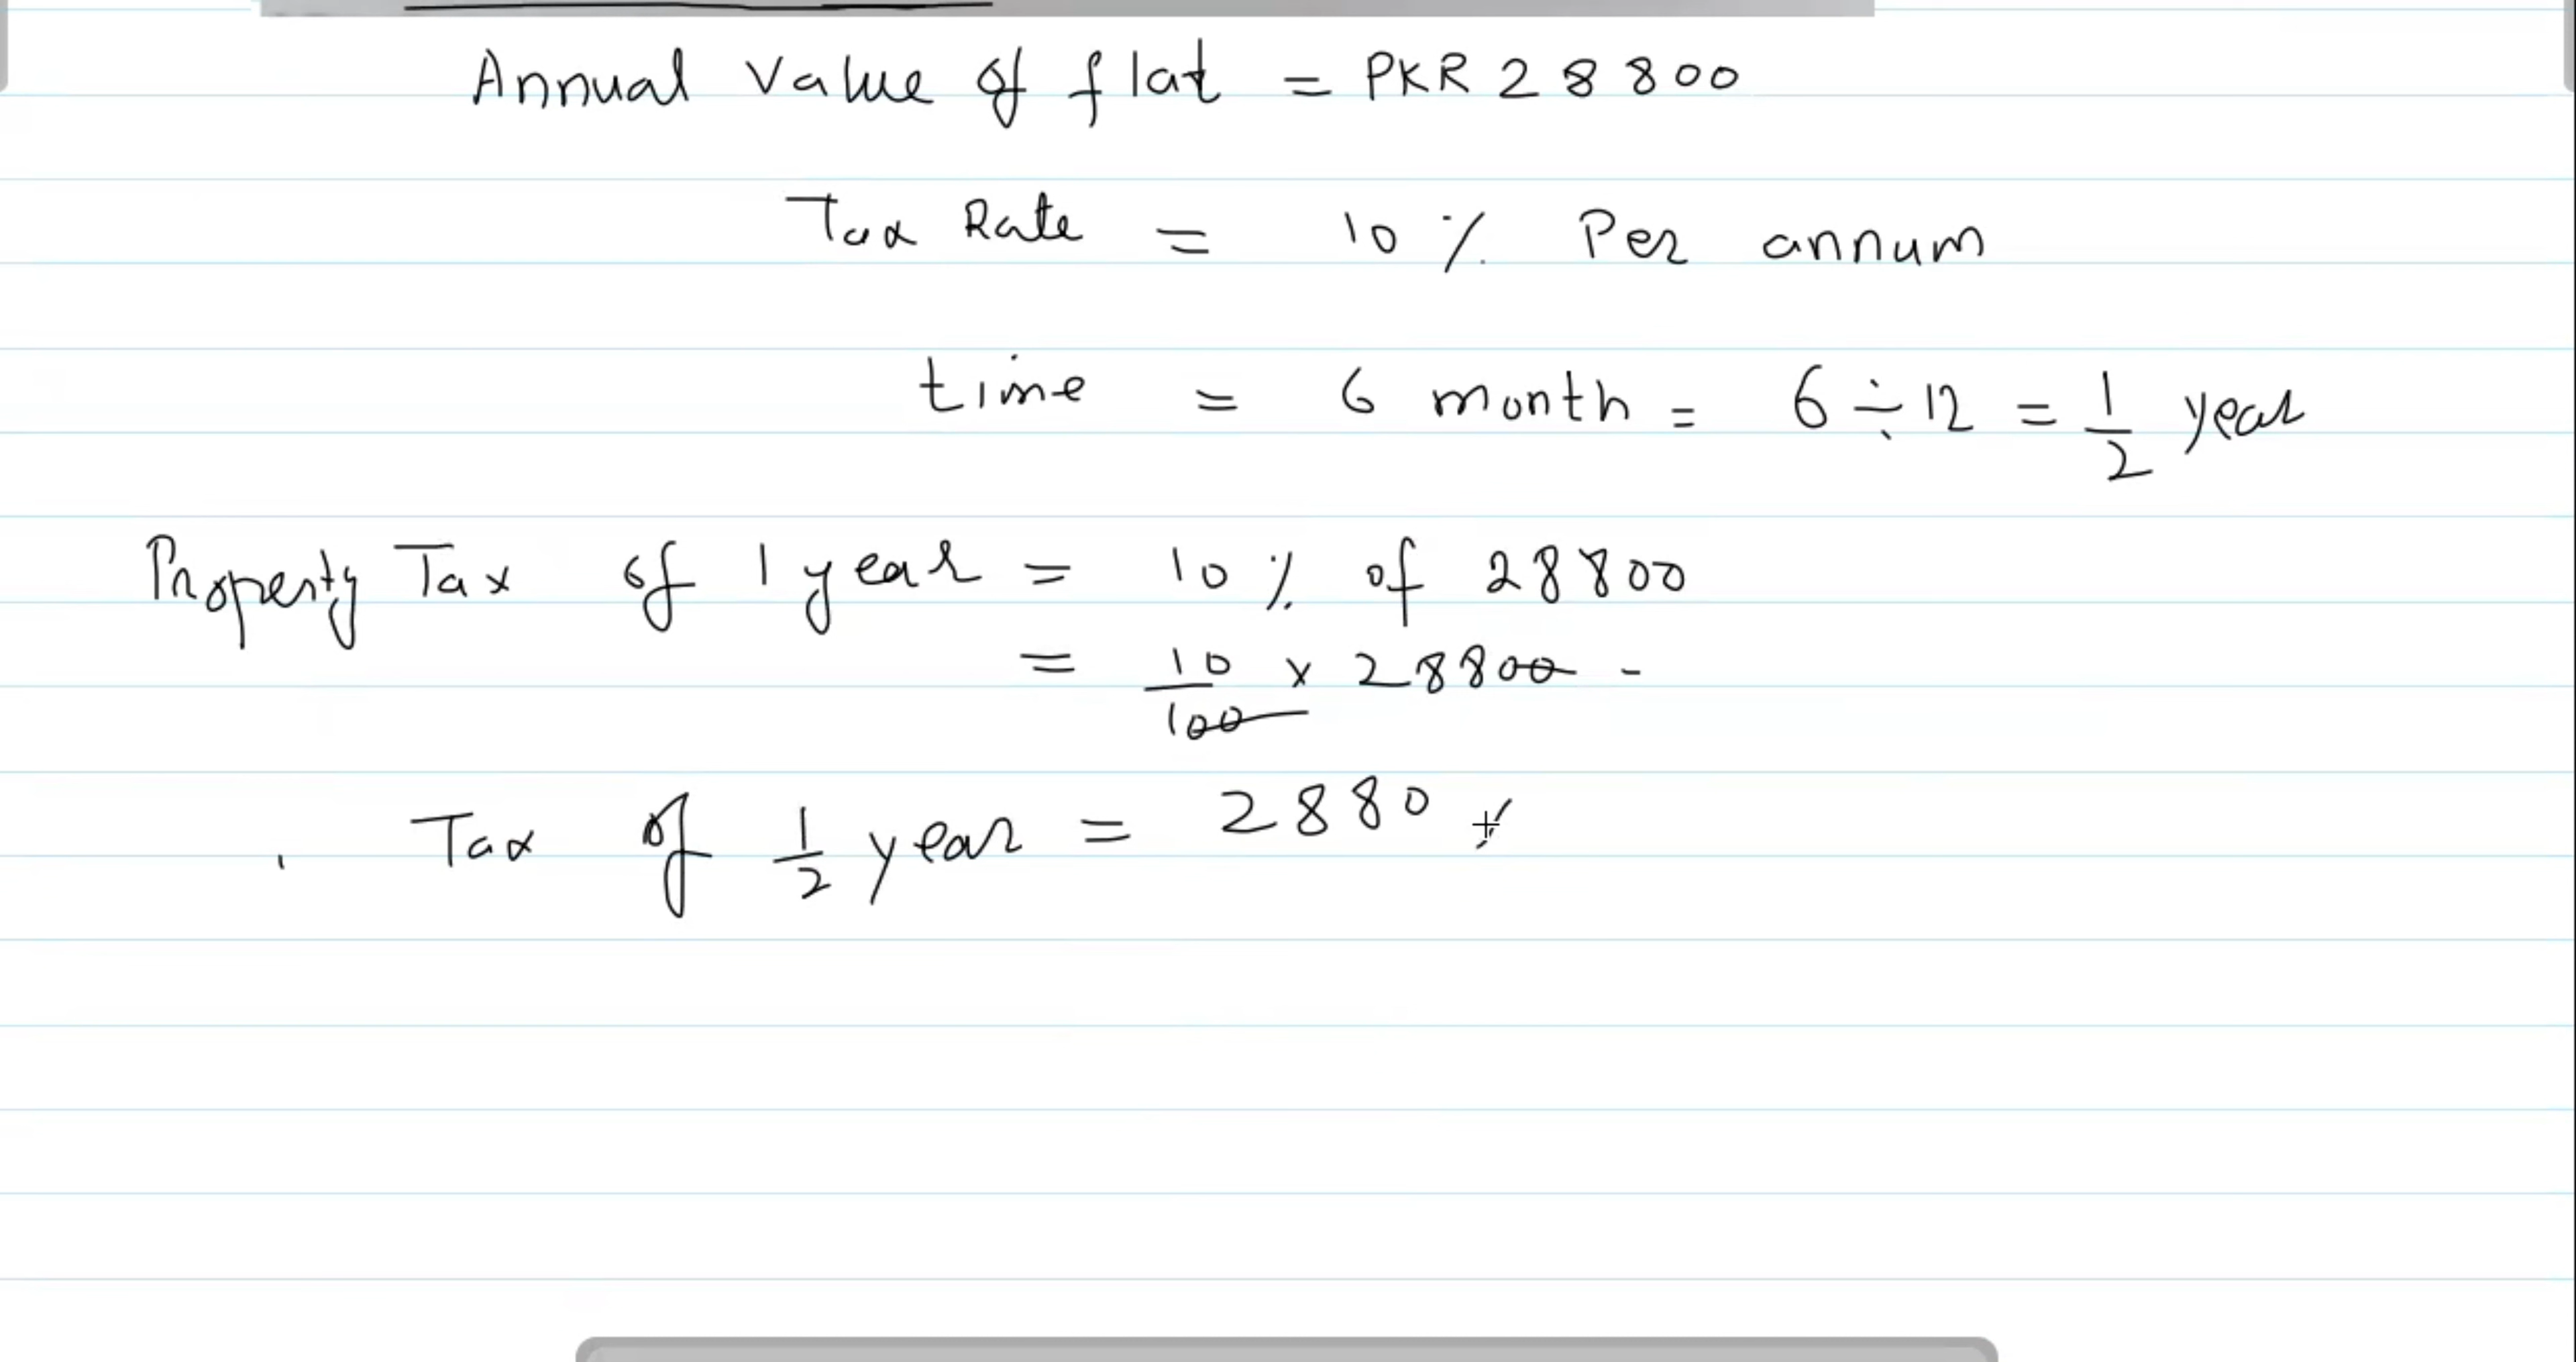 Annual Value of flat = PKR 28800
Tax Rate = 10 % Per annum
time = 6 month = 6 ÷ 12 = 1/2 year
Property Tax of 1 year = 10 % of 28800
= 10/100 x 28800 -
Tax of 1/2 year = 2880